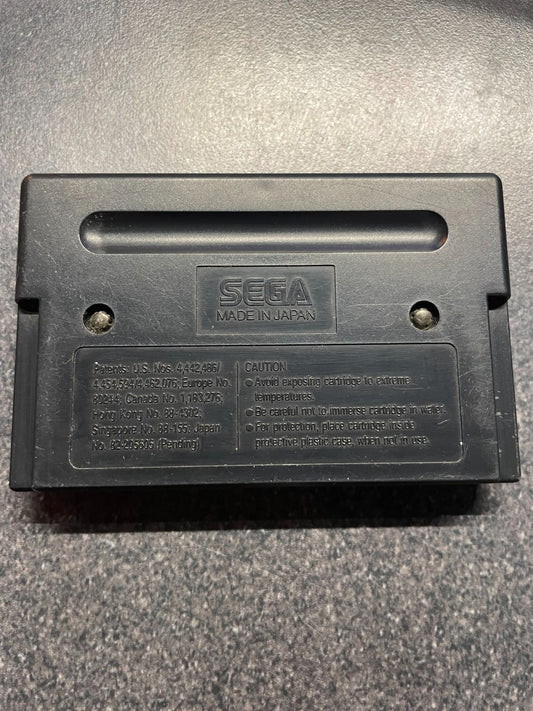 SEGA
MADE IN JAPAN
Patents: U.S. Nos. 4,442,486/
4,454,594/4,462,076; Europe No.
80244; Canada No. 1,183,276;
Hong Kong No. 88-4302;
Singapore No. 88-155; Japan
No. 82-205605 (Pending)
CAUTION
● Avoid exposing cartridge to extreme
temperatures.
● Be careful not to immerse cartridge in water.
● For protection, place cartridge inside
protective plastic case, when not in use.